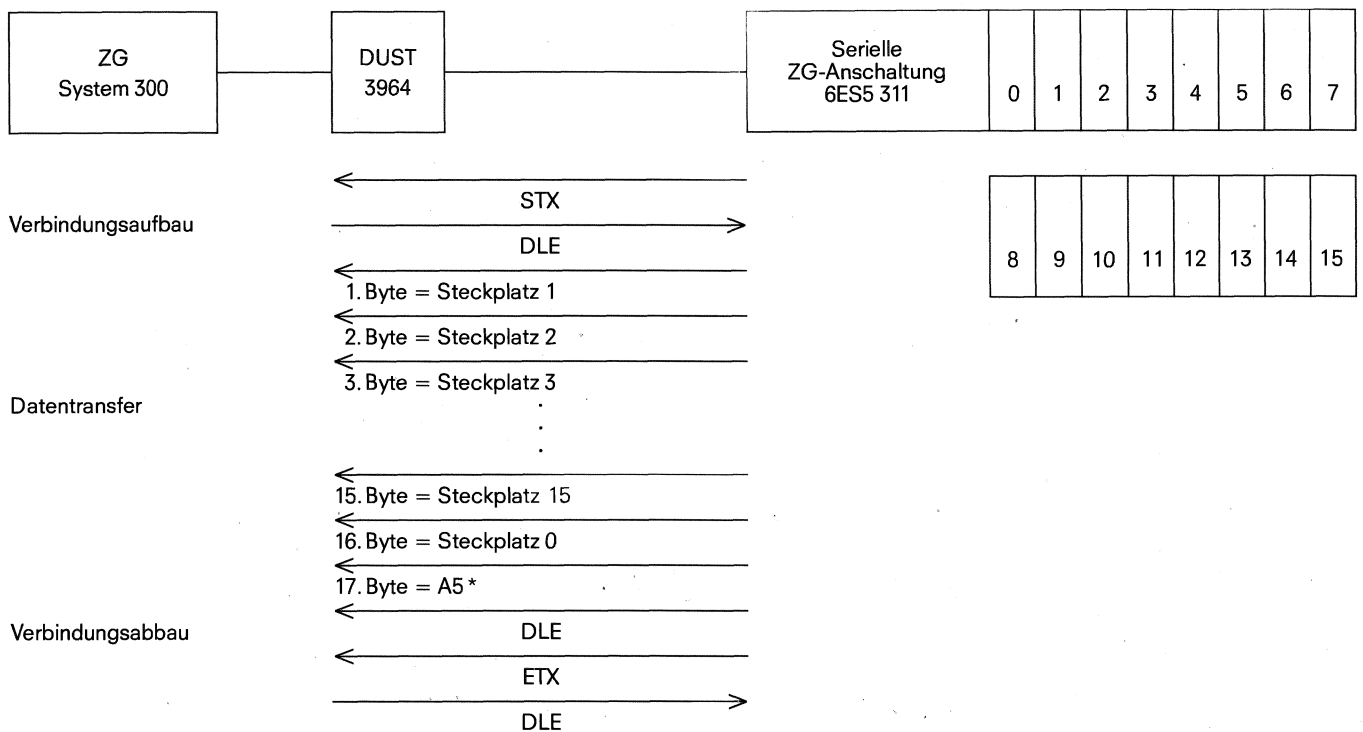 ZG
System 300
DUST
3964
Serielle
ZG-Anschaltung
6ES5 311
0 1 2 3 4 5 6 7
STX
Verbindungsaufbau
DLE
8 9 10 11 12 13 14 15
1. Byte = Steckplatz 1
2. Byte = Steckplatz 2
3. Byte = Steckplatz 3
Datentransfer
15. Byte = Steckplatz 15
16. Byte = Steckplatz 0
17. Byte = A5*
Verbindungsabbau
DLE
ETX
DLE